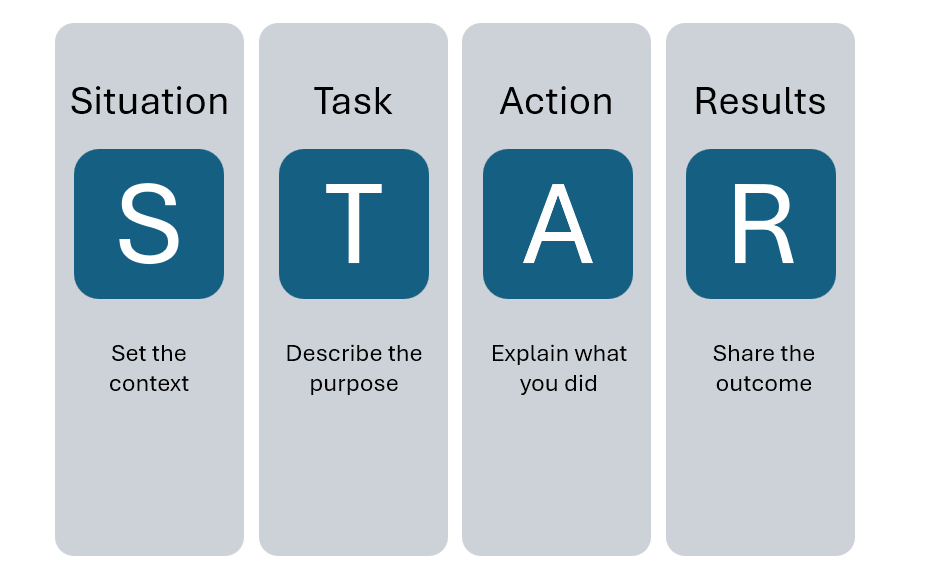 Situation
S
Set the
context
Task
T
Describe the
purpose
Action
A
Explain what
you did
Results
R
Share the
outcome